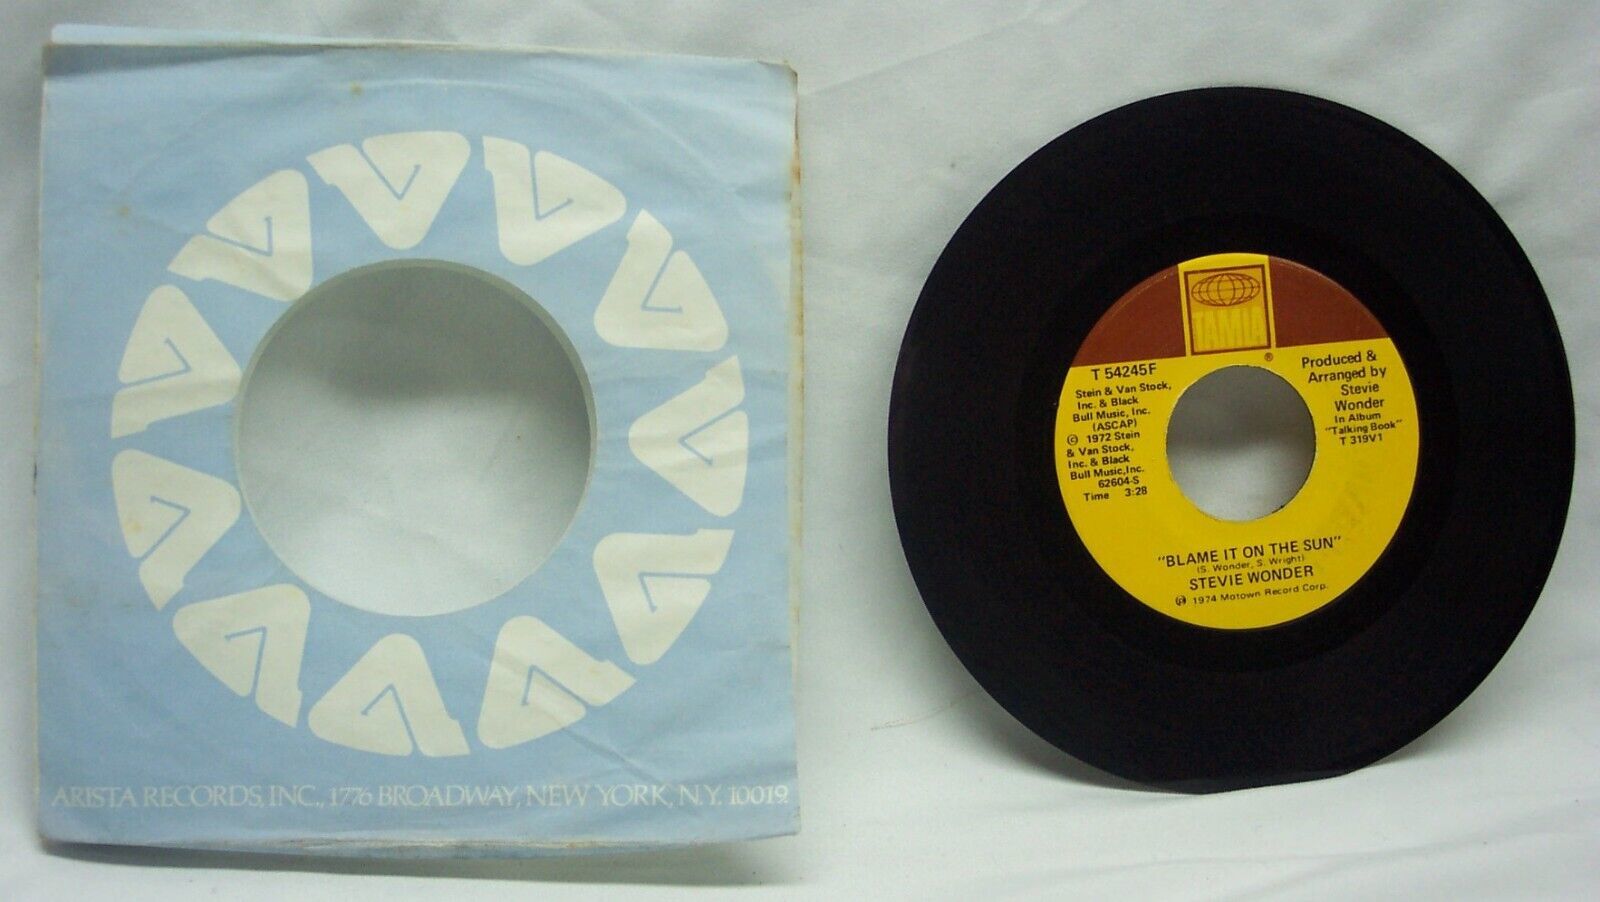 ARISTA RECORDS, INC., 1776 BROADWAY, NEW YORK, N.Y. 10019.
TAMLA
®
T 54245F
Stein & Van Stock,
Inc. & Black
Bull Music, Inc.
(ASCAP)
© 1972 Stein
& Van Stock,
Inc. & Black
Bull Music, Inc.
62604-S
Time 3:28
Produced &
Arranged by
Stevie
Wonder
In Album
"Talking Book"
T 319V1
"BLAME IT ON THE SUN"
(S. Wonder, S. Wright)
STEVIE WONDER
℗ 1974 Motown Record Corp.